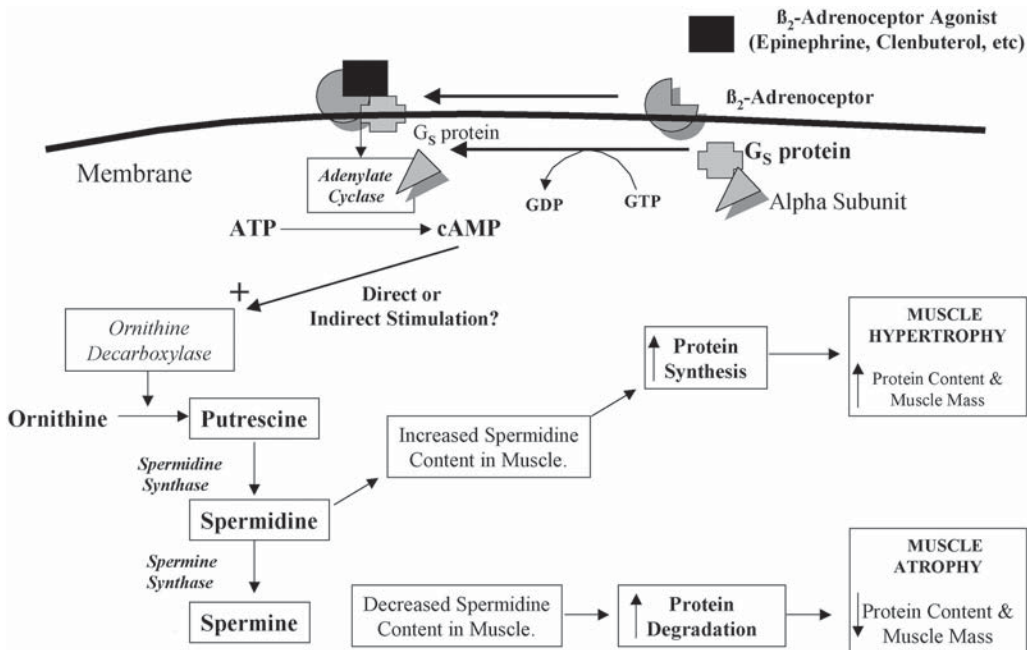 ß₂-Adrenoceptor Agonist
(Epinephrine, Clenbuterol, etc)
ß₂-Adrenoceptor
Gs protein
Gs protein
Membrane
Adenylate
Cyclase
GDP
GTP
Alpha Subunit
ATP
cAMP
+
Direct or
Indirect Stimulation?
Ornithine
Decarboxylase
Protein
Synthesis
MUSCLE
HYPERTROPHY
Protein Content &
Muscle Mass
Ornithine
Putrescine
Increased Spermidine
Content in Muscle.
Spermidine
Synthase
Spermidine
Spermine
Synthase
Spermine
Decreased Spermidine
Content in Muscle.
Protein
Degradation
MUSCLE
ATROPHY
Protein Content &
Muscle Mass